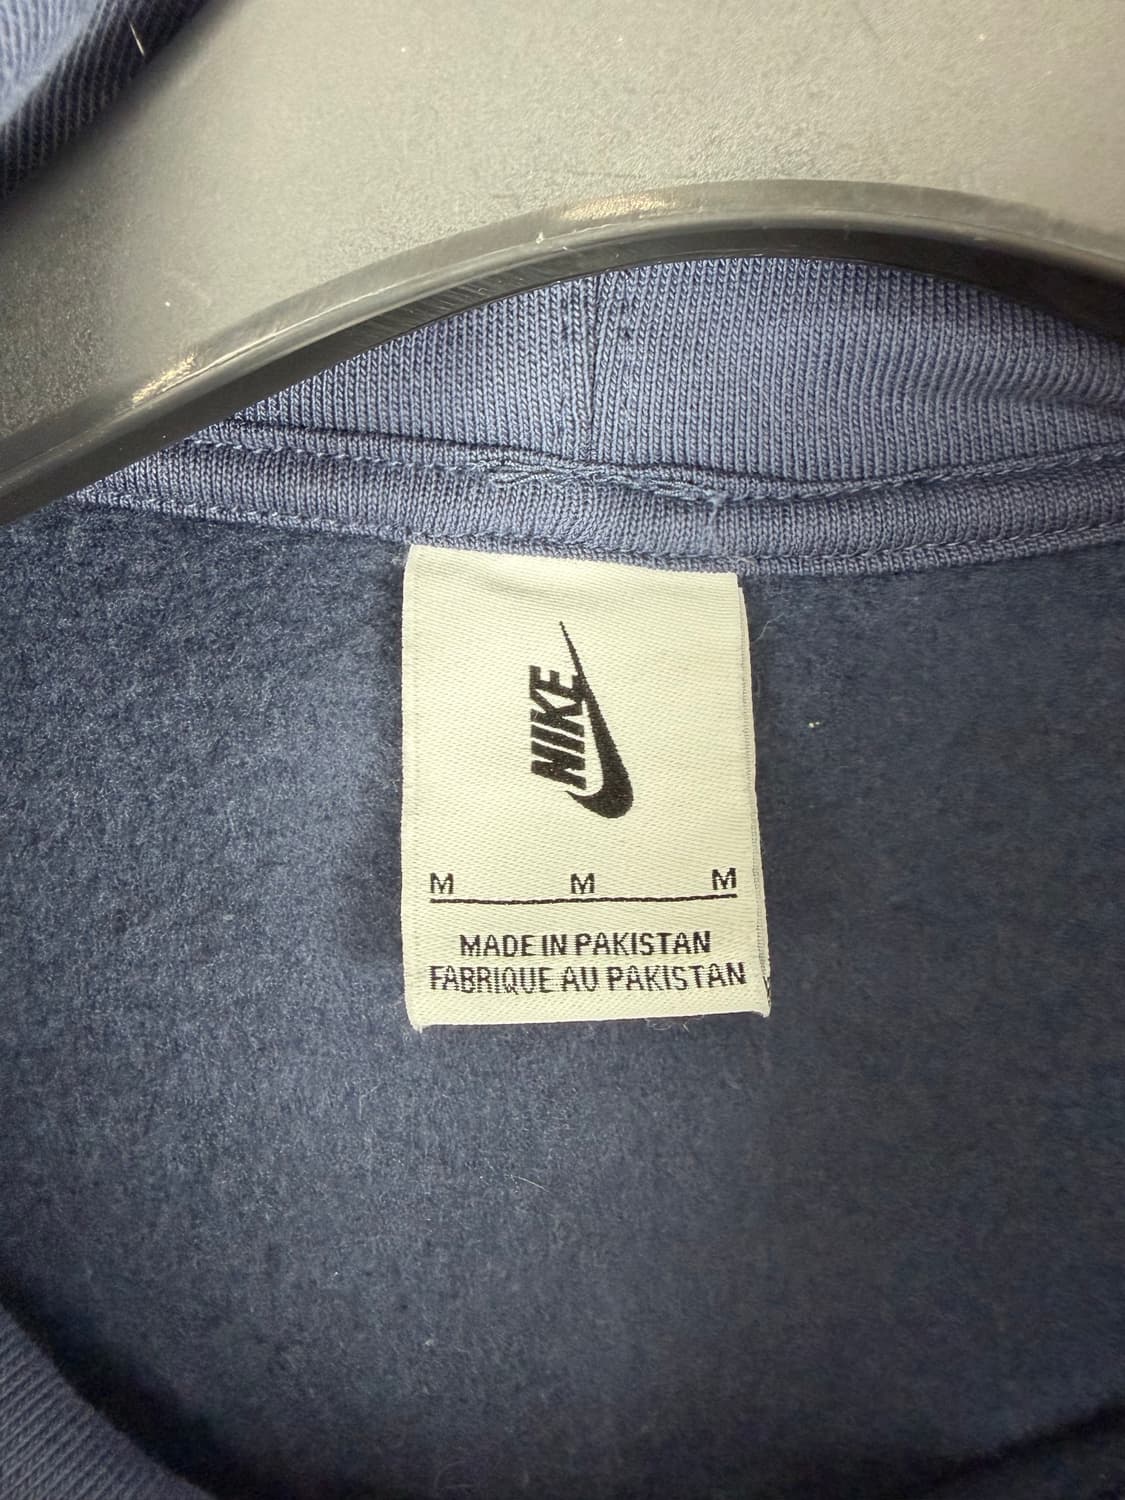 NIKE
M M M
MADE IN PAKISTAN
FABRIQUE AU PAKISTAN